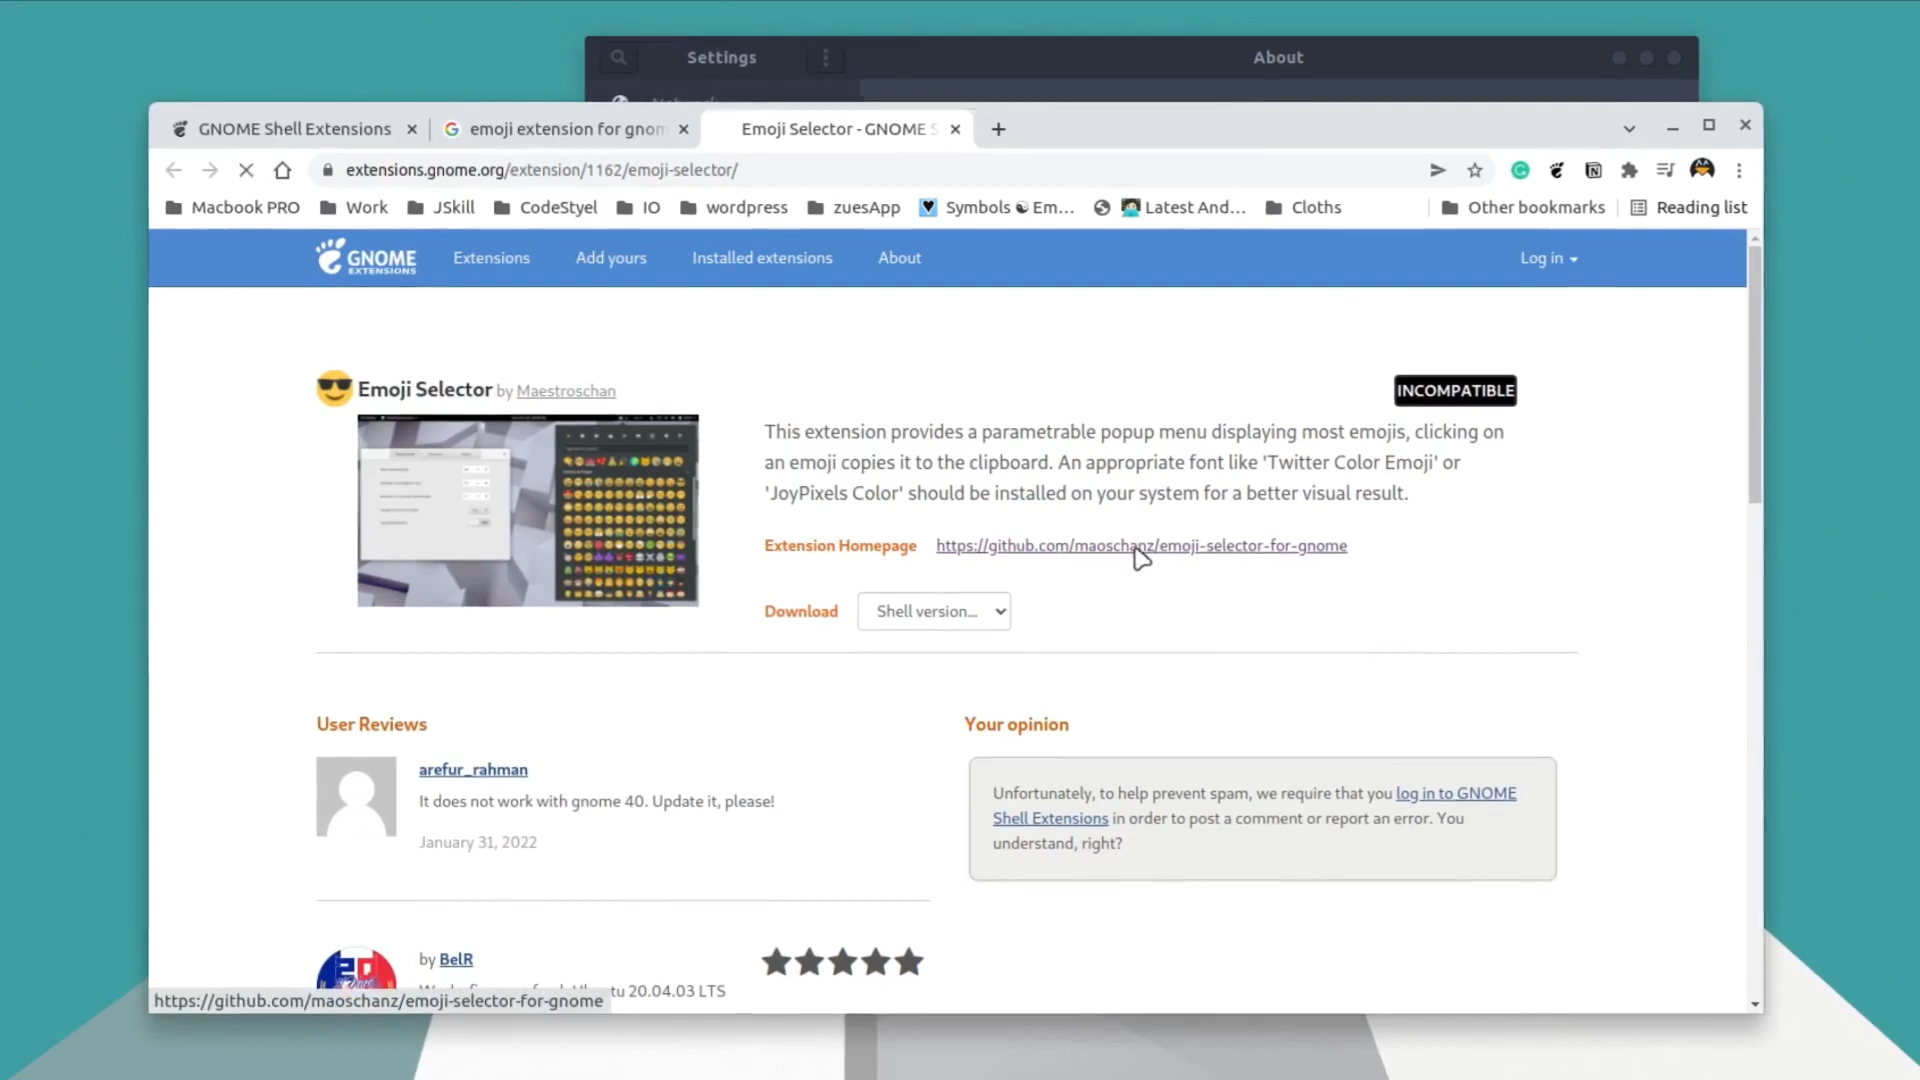 Settings
About
GNOME Shell Extensions
emoji extension for gnom
Emoji Selector - GNOME S
extensions.gnome.org/extension/1162/emoji-selector/
Macbook PRO
Work
JSkill
CodeStyel
IO
wordpress
zuesApp
Symbols ☯ Em...
Latest And...
Cloths
Other bookmarks
Reading list
GNOME EXTENSIONS
Extensions
Add yours
Installed extensions
About
Log in
Emoji Selector by Maestroschan
INCOMPATIBLE
This extension provides a parametrable popup menu displaying most emojis, clicking on
an emoji copies it to the clipboard. An appropriate font like 'Twitter Color Emoji' or
'JoyPixels Color' should be installed on your system for a better visual result.
Extension Homepage https://github.com/maoschanz/emoji-selector-for-gnome
Download Shell version...
User Reviews
Your opinion
arefur_rahman
It does not work with gnome 40. Update it, please!
January 31, 2022
Unfortunately, to help prevent spam, we require that you log in to GNOME
Shell Extensions in order to post a comment or report an error. You
understand, right?
by BelR
tu 20.04.03 LTS
https://github.com/maoschanz/emoji-selector-for-gnome